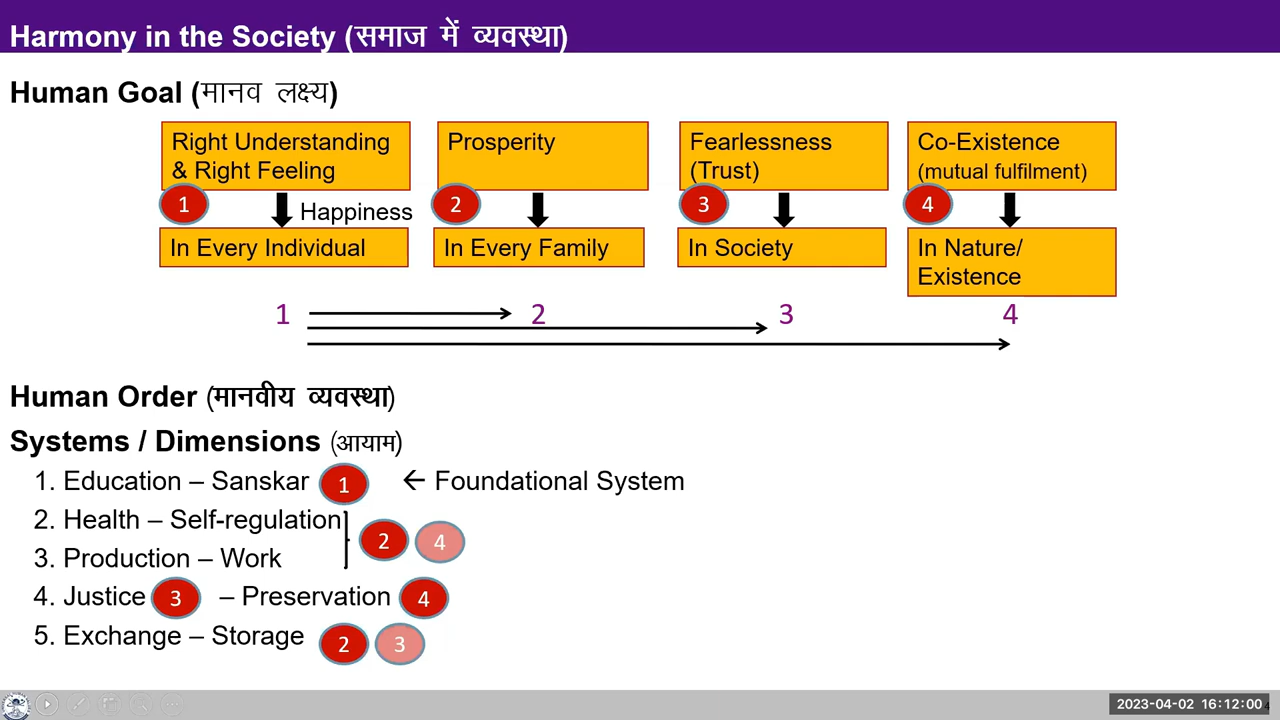 Harmony in the Society (समाज में व्यवस्था)
Human Goal (मानव लक्ष्य)
Right Understanding
& Right Feeling
Prosperity
Fearlessness
(Trust)
Co-Existence
(mutual fulfilment)
1
Happiness
2
3
4
In Every Individual
In Every Family
In Society
In Nature/
Existence
1
2
3
4
Human Order (मानवीय व्यवस्था)
Systems / Dimensions (आयाम)
1. Education – Sanskar 1 ← Foundational System
2. Health – Self-regulation
2 4
3. Production – Work
4. Justice 3 – Preservation 4
5. Exchange – Storage 2 3
2023-04-02 16:12:00